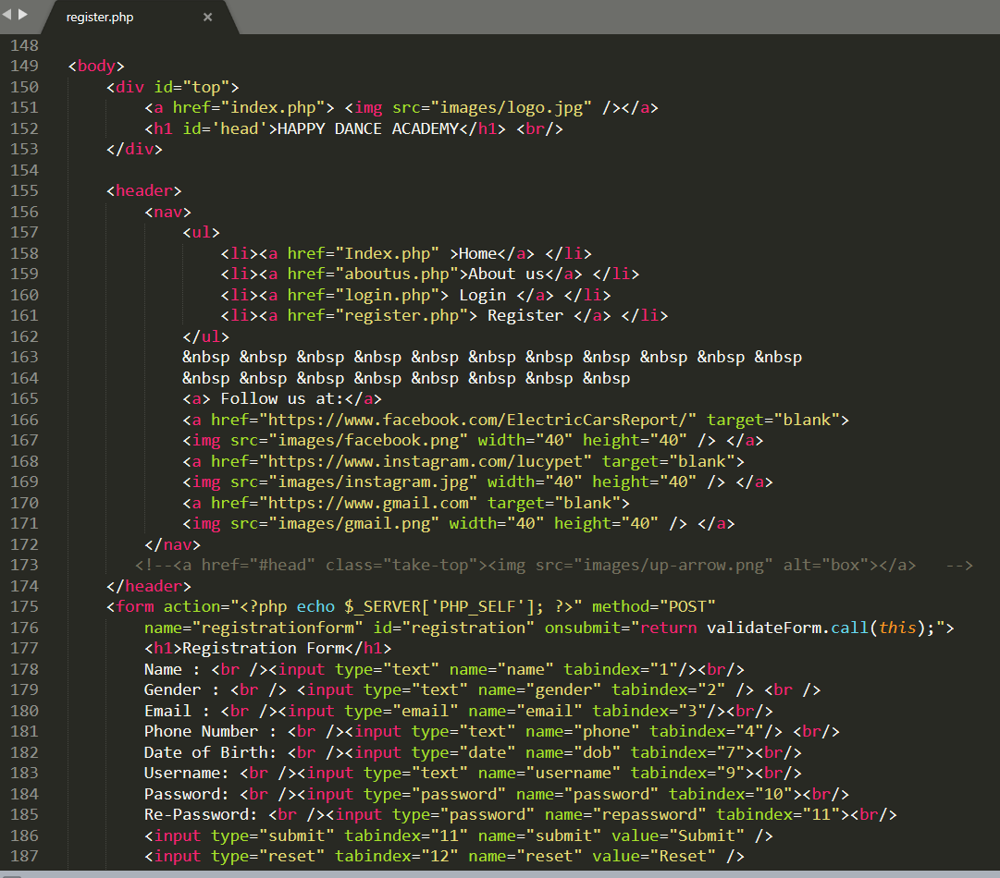 register.php ×
148
149 <body>
150 <div id="top">
151 <a href="index.php"> <img src="images/logo.jpg" /></a>
152 <h1 id='head'>HAPPY DANCE ACADEMY</h1> <br/>
153 </div>
154
155 <header>
156 <nav>
157 <ul>
158 <li><a href="Index.php" >Home</a> </li>
159 <li><a href="aboutus.php">About us</a> </li>
160 <li><a href="login.php"> Login </a> </li>
161 <li><a href="register.php"> Register </a> </li>
162 </ul>
163 &nbsp &nbsp &nbsp &nbsp &nbsp &nbsp &nbsp &nbsp &nbsp &nbsp &nbsp
164 &nbsp &nbsp &nbsp &nbsp &nbsp &nbsp &nbsp &nbsp
165 <a> Follow us at:</a>
166 <a href="https://www.facebook.com/ElectricCarsReport/" target="blank">
167 <img src="images/facebook.png" width="40" height="40" /> </a>
168 <a href="https://www.instagram.com/lucypet" target="blank">
169 <img src="images/instagram.jpg" width="40" height="40" /> </a>
170 <a href="https://www.gmail.com" target="blank">
171 <img src="images/gmail.png" width="40" height="40" /> </a>
172 </nav>
173 <!--<a href="#head" class="take-top"><img src="images/up-arrow.png" alt="box"></a> -->
174 </header>
175 <form action="<?php echo $_SERVER['PHP_SELF']; ?>" method="POST"
176 name="registrationform" id="registration" onsubmit="return validateForm.call(this);">
177 <h1>Registration Form</h1>
178 Name : <br /><input type="text" name="name" tabindex="1"/><br/>
179 Gender : <br /> <input type="text" name="gender" tabindex="2" /> <br />
180 Email : <br /><input type="email" name="email" tabindex="3"/><br/>
181 Phone Number : <br /><input type="text" name="phone" tabindex="4"/> <br/>
182 Date of Birth: <br /><input type="date" name="dob" tabindex="7"><br/>
183 Username: <br /><input type="text" name="username" tabindex="9"><br/>
184 Password: <br /><input type="password" name="password" tabindex="10"><br/>
185 Re-Password: <br /><input type="password" name="repassword" tabindex="11"><br/>
186 <input type="submit" tabindex="11" name="submit" value="Submit" />
187 <input type="reset" tabindex="12" name="reset" value="Reset" />